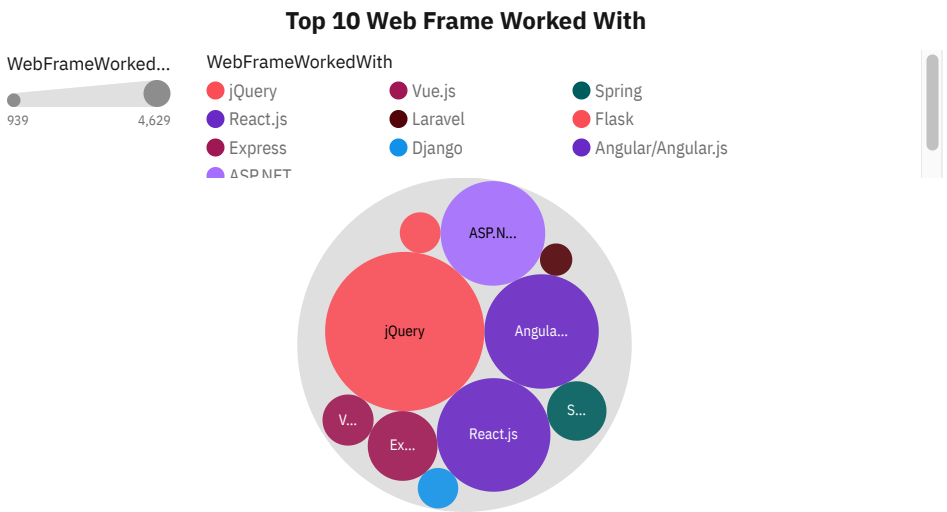 Top 10 Web Frame Worked With
WebFrameWorked...
939
4,629
WebFrameWorkedWith
jQuery
Vue.js
Spring
React.js
Laravel
Flask
Express
Django
Angular/Angular.js
ASP.NET
ASP.N...
jQuery
Angula...
S...
V...
React.js
Ex...